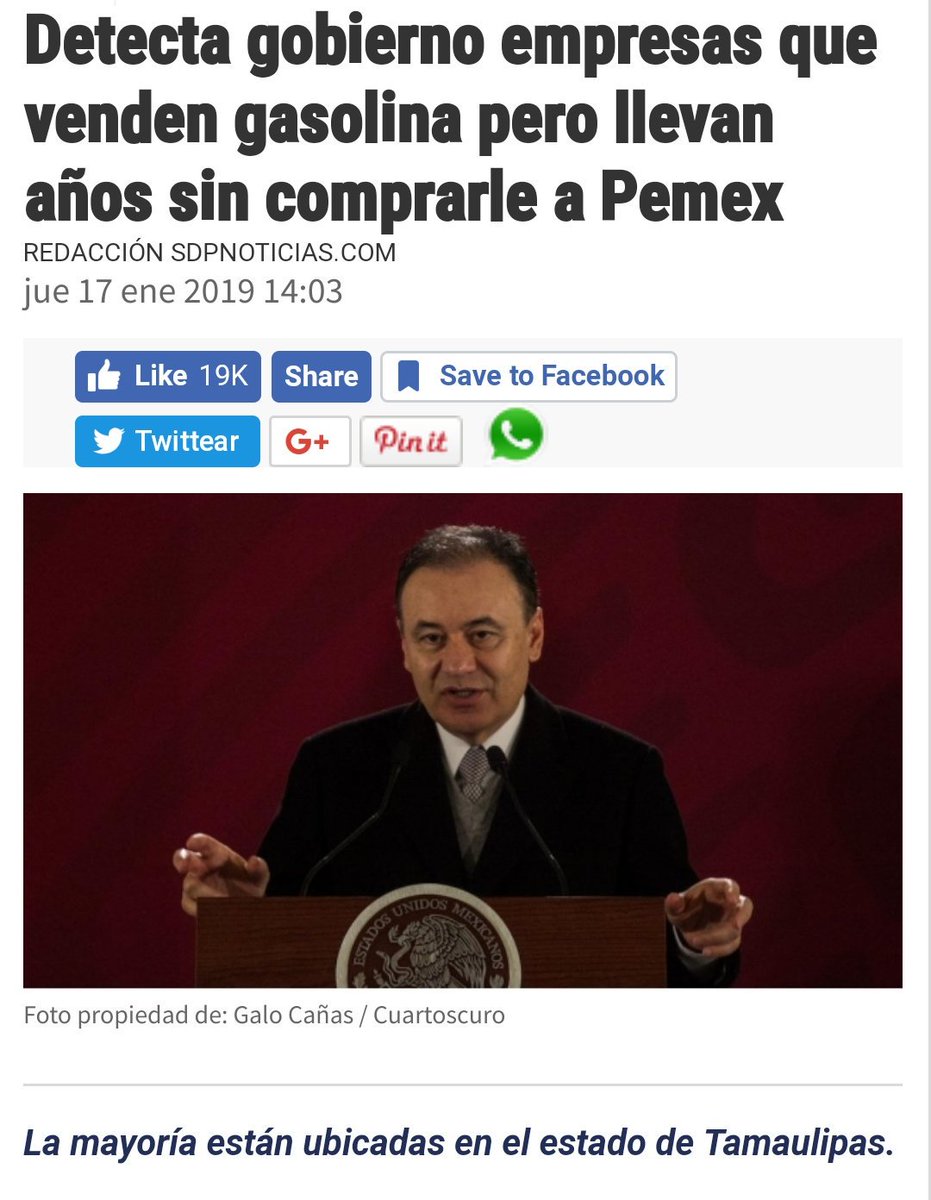 Detecta gobierno empresas que
venden gasolina pero llevan
años sin comprarle a Pemex
REDACCIÓN SDPNOTICIAS.COM
jue 17 ene 2019 14:03
Like 19K Share Save to Facebook
Twittear G+ Pin it
ESTADOS UNIDOS MEXICANOS
Foto propiedad de: Galo Cañas / Cuartoscuro
La mayoría están ubicadas en el estado de Tamaulipas.